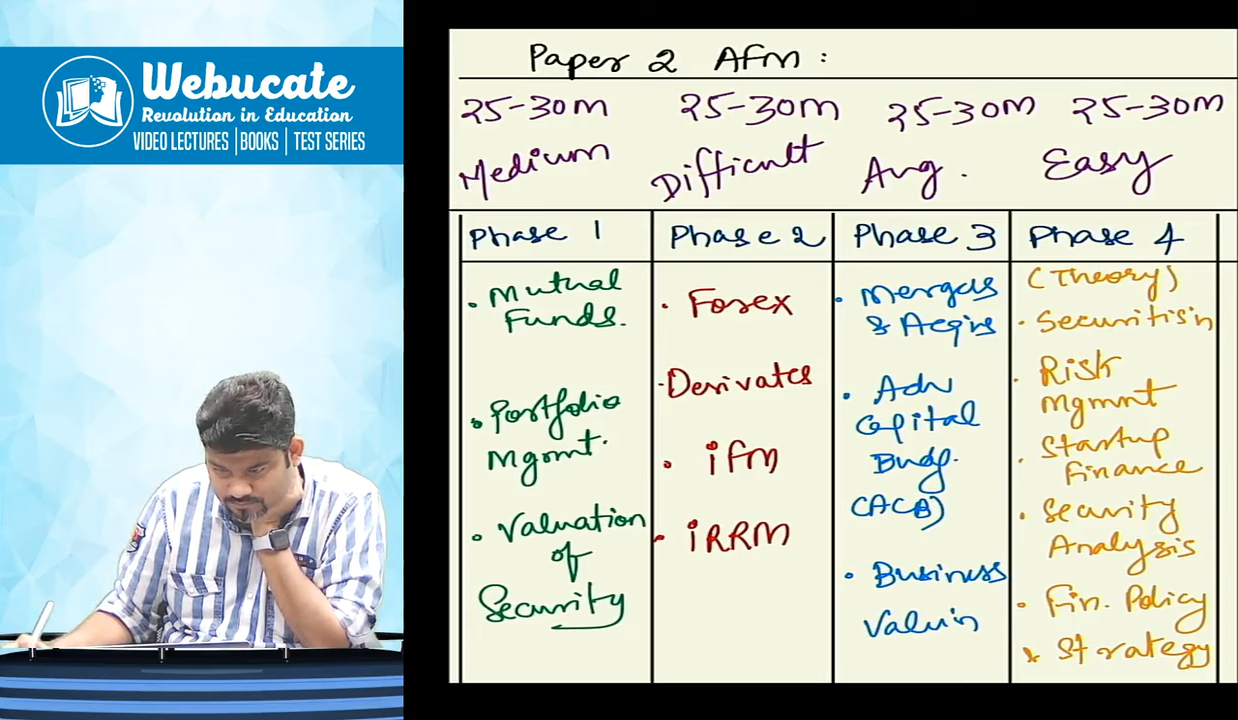 Webucate
Revolution in Education
VIDEO LECTURES | BOOKS | TEST SERIES
Paper 2 AFM :
25-30M 25-30M 25-30M 25-30M
Medium Difficult Avg. Easy
Phase 1 Phase 2 Phase 3 Phase 4
• Mutual
Funds.
• Portfolio
Mgmt.
• Valuation
of
Security
• Forex
• Derivates
• IFM
• IRRM
• Mergers
& Aeqis
• Adv
Capital
Budg.
(ACB)
• Business
Valui'n
(Theory)
• Securitis'n
• Risk
Mgmnt
• Startup
Finance
• Security
Analysis
• Fin. Policy
& Strategy